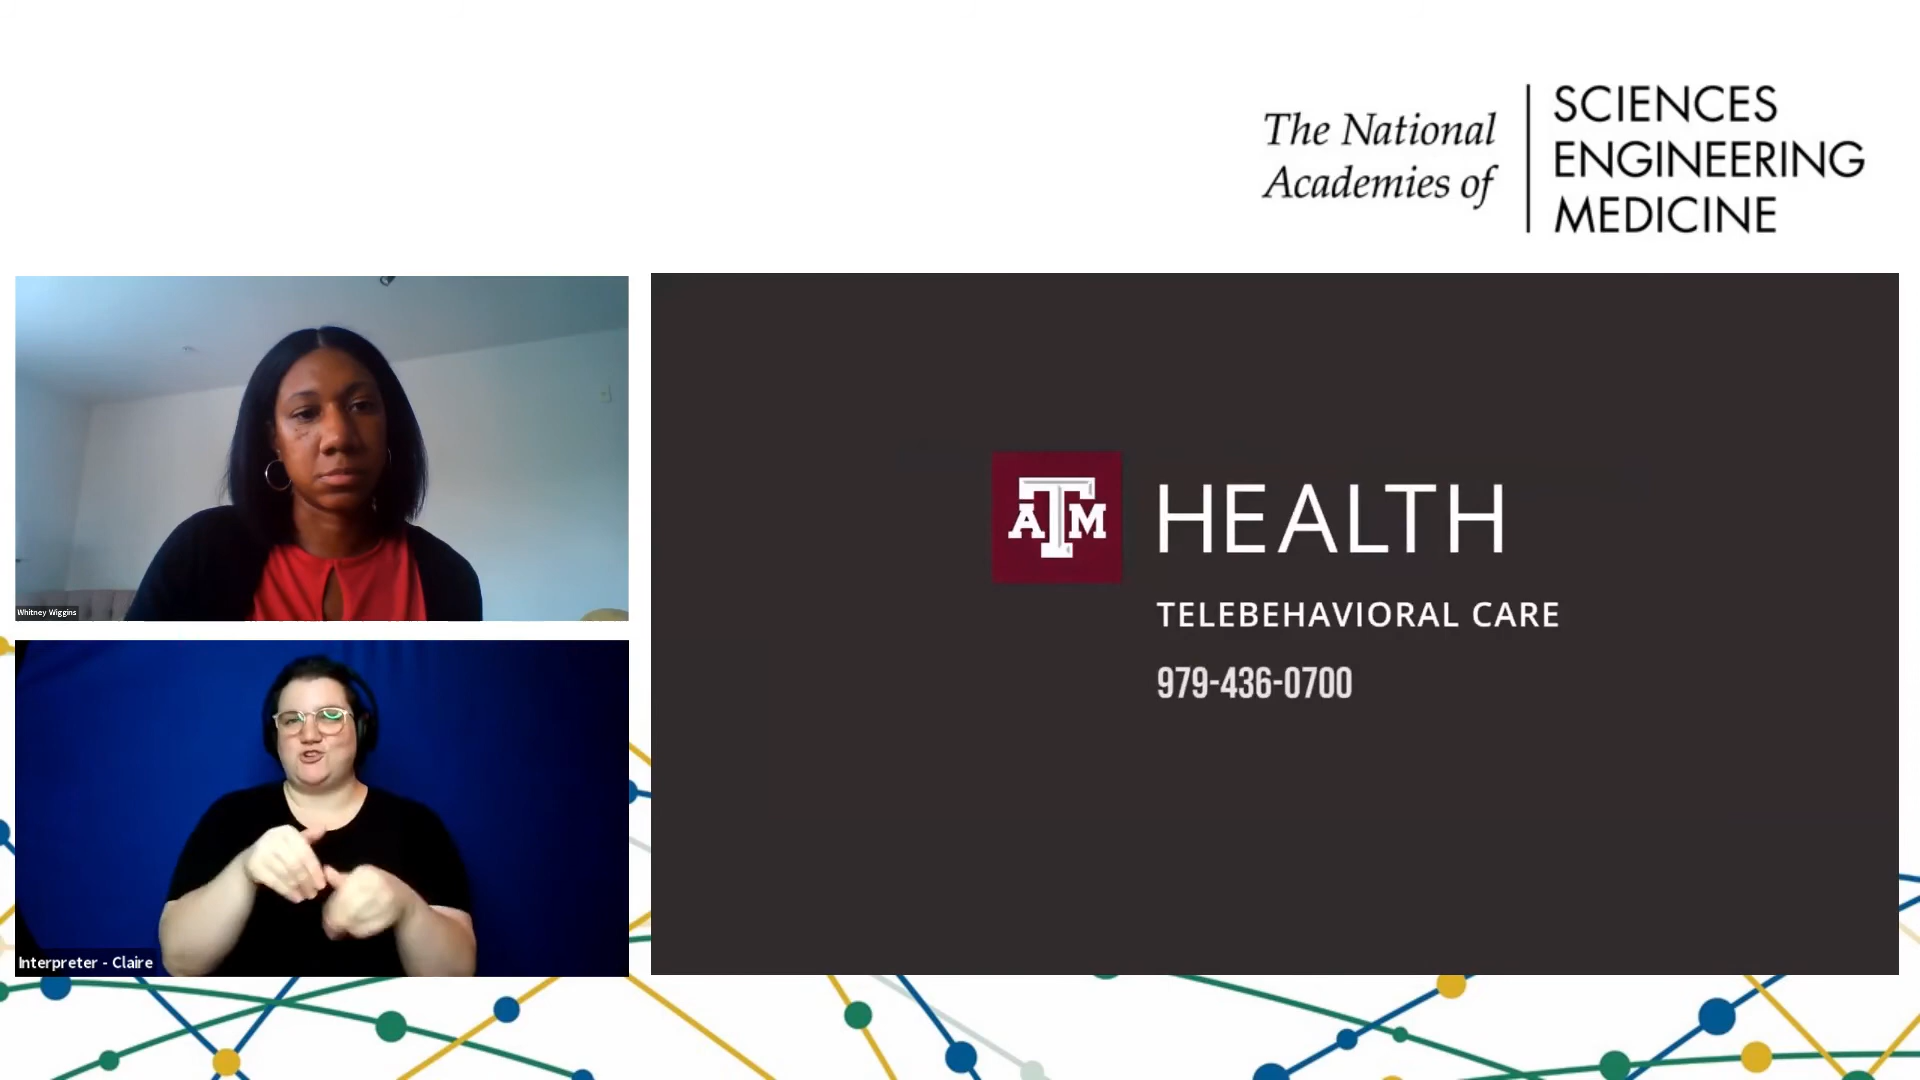 The National
Academies of
SCIENCES
ENGINEERING
MEDICINE
Whitney Wiggins
Interpreter - Claire
ATM
HEALTH
TELEBEHAVIORAL CARE
979-436-0700